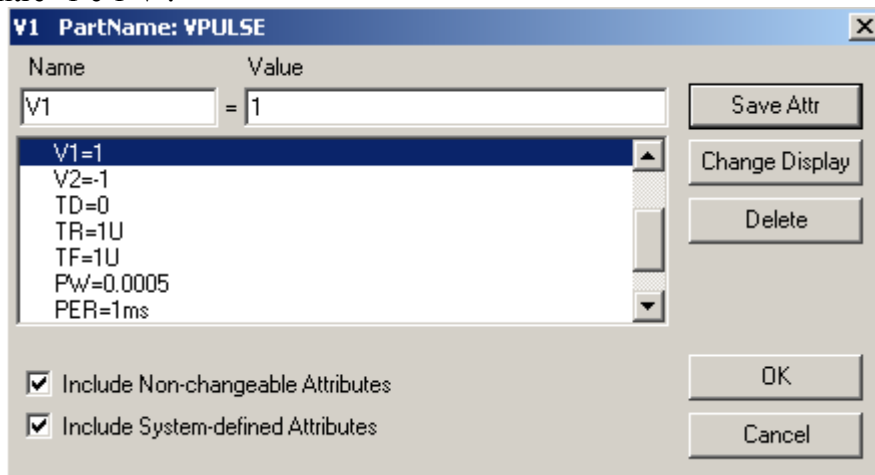 V1 PartName: VPULSE
Name Value
V1 = 1
Save Attr
V1=1
V2=-1
TD=0
TR=1U
TF=1U
PW=0.0005
PER=1ms
Change Display
Delete
Include Non-changeable Attributes
Include System-defined Attributes
OK
Cancel